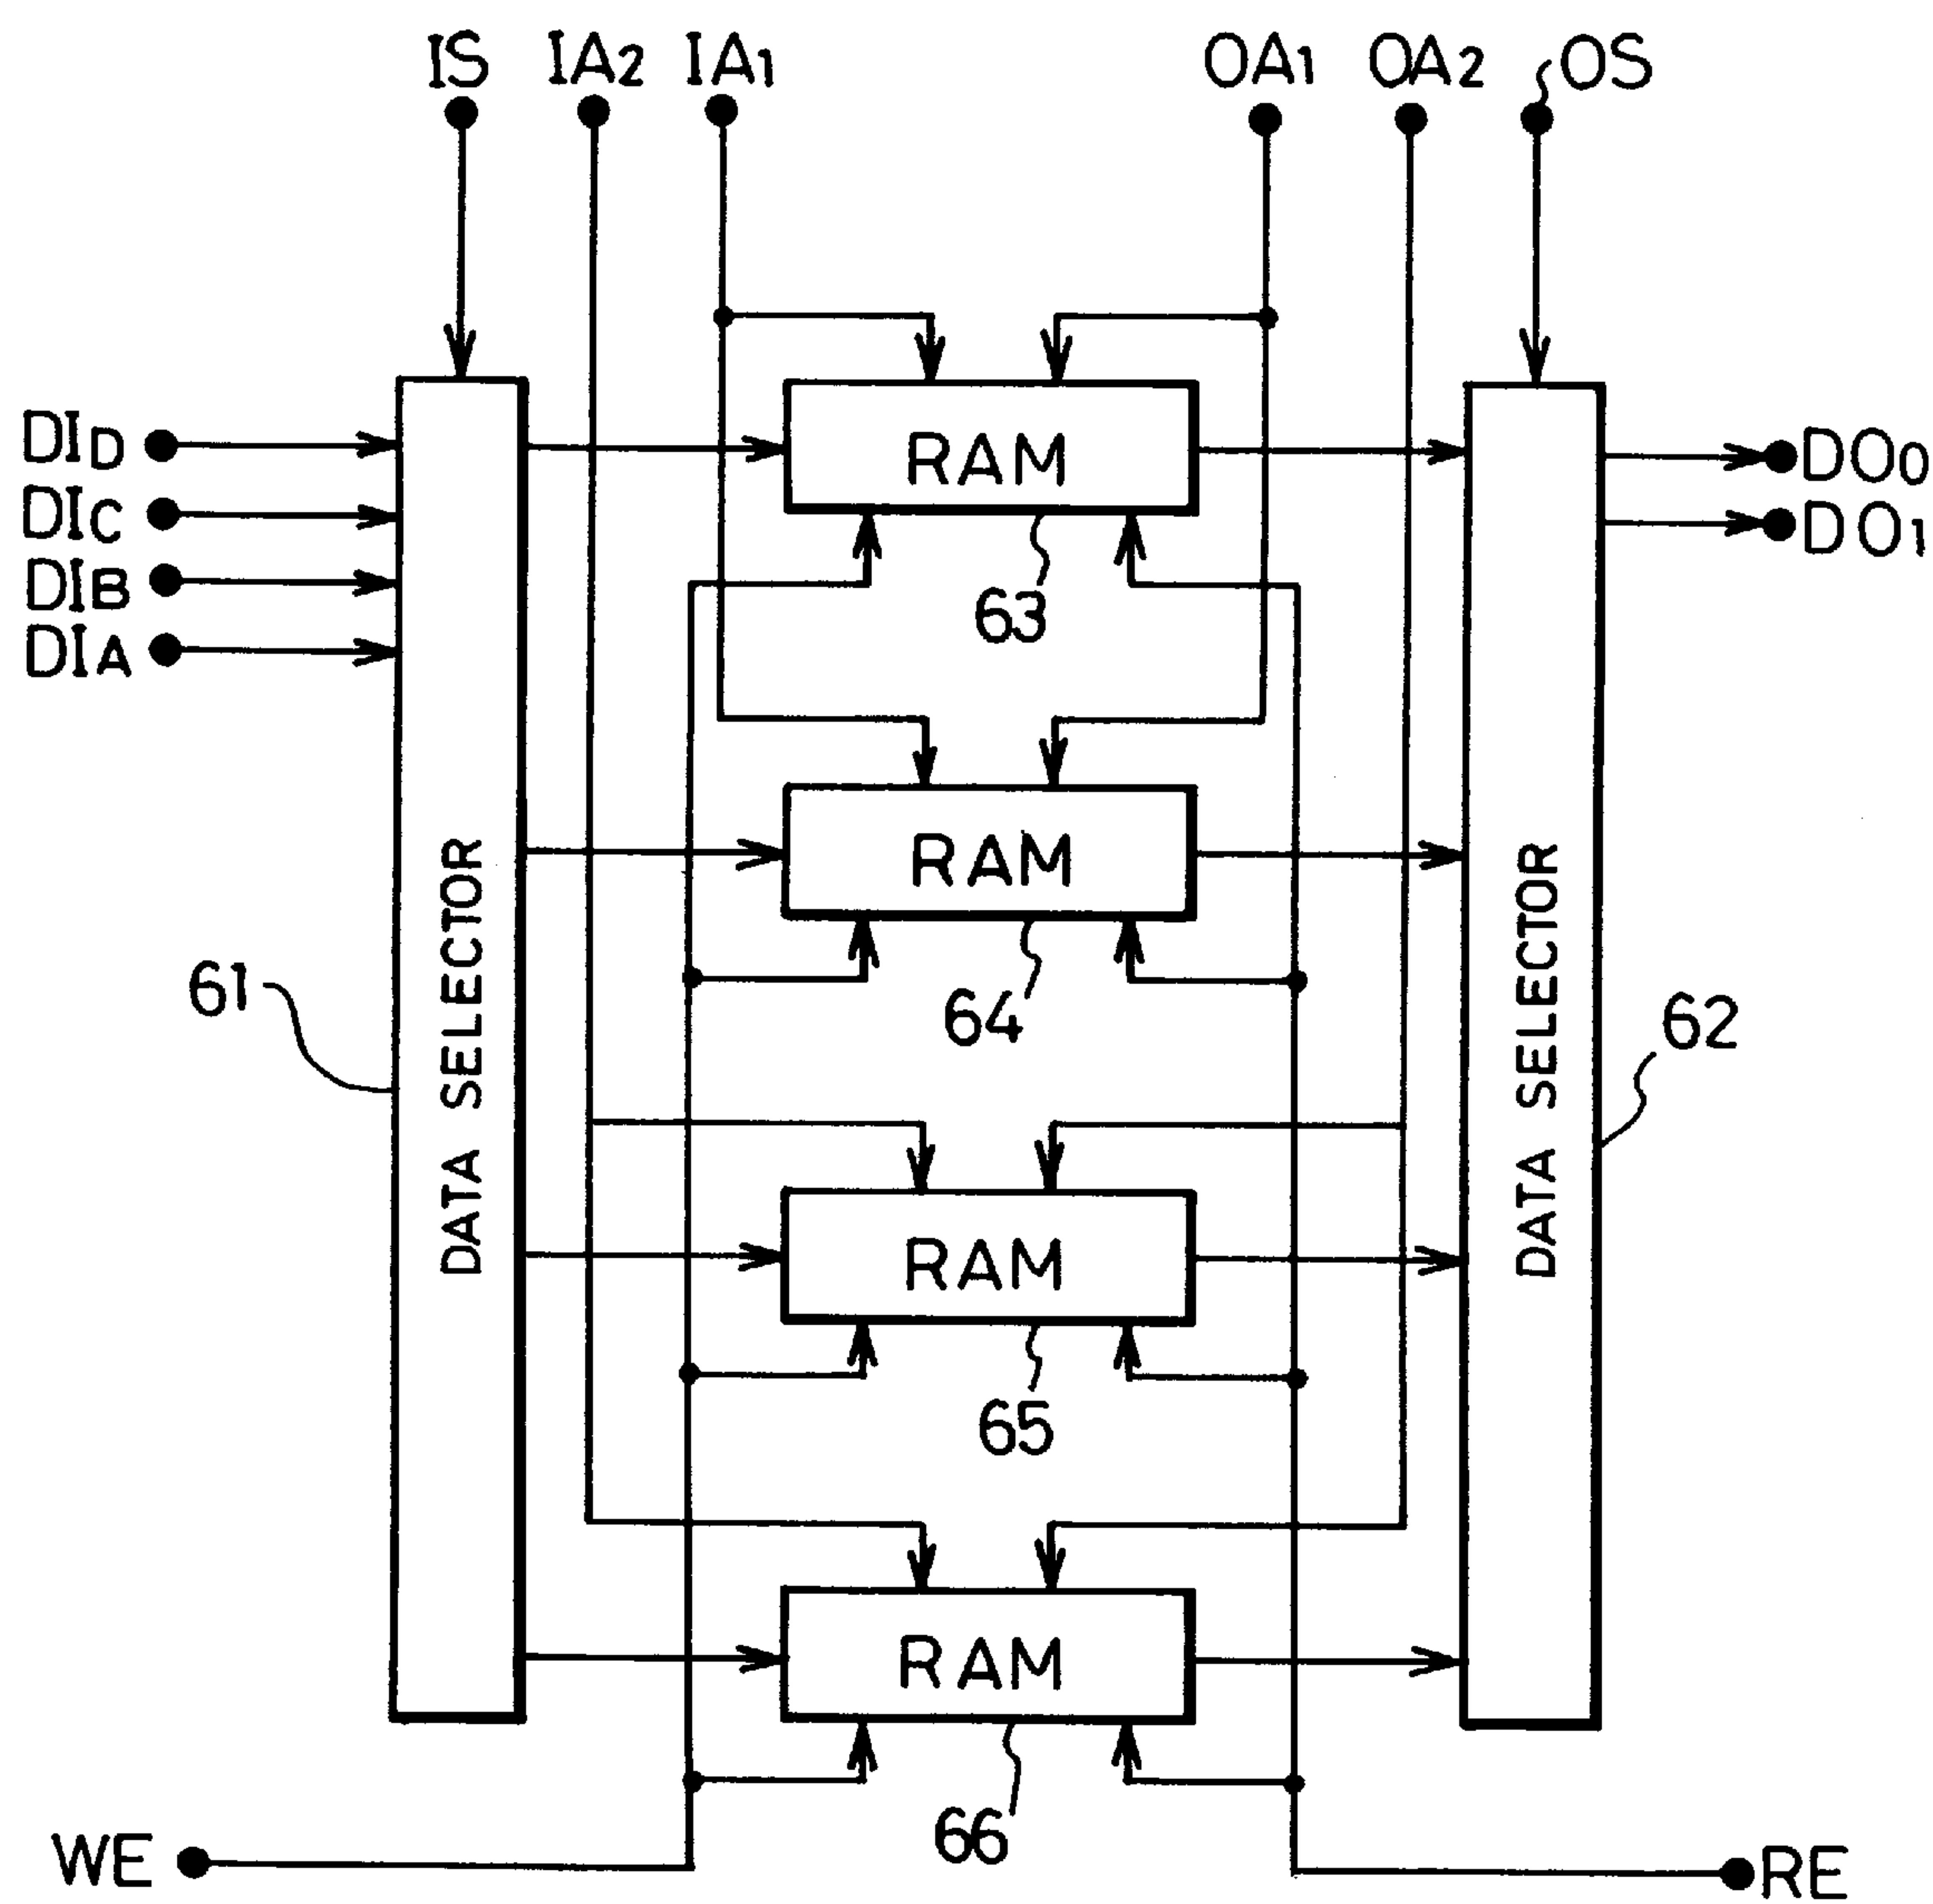 IS IA2 IA1 OA1 OA2 OS
DID
DIC
DIB
DIA
RAM
DO0
DO1
63
RAM
64
61
DATA SELECTOR
DATA SELECTOR
62
RAM
65
RAM
66
WE
RE